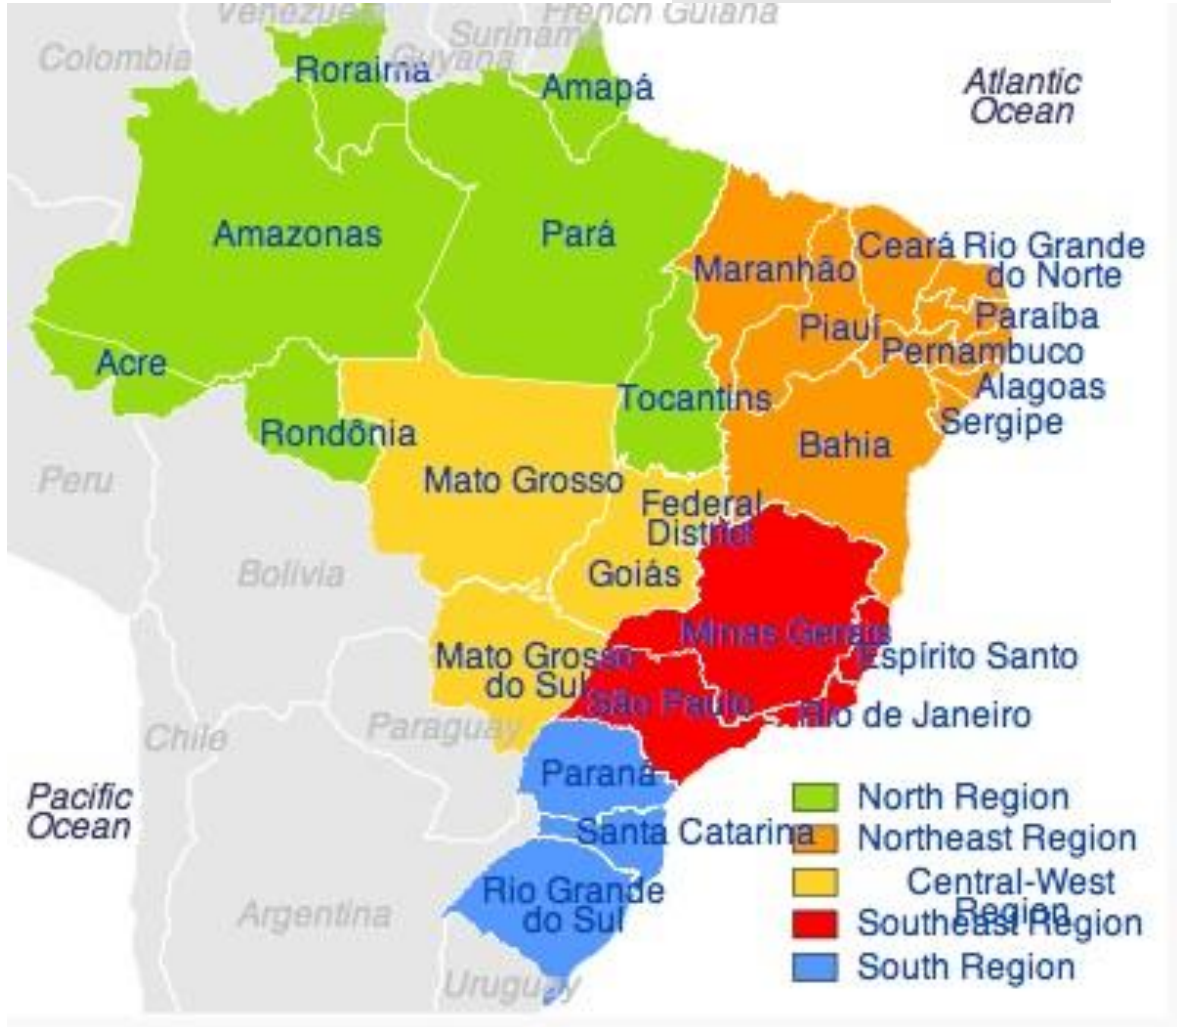 Venezuela
French Guiana
Suriname
Colombia
Guyana
Roraima
Amapá
Atlantic
Ocean
Amazonas
Pará
Ceará
Rio Grande
do Norte
Maranhão
Paraíba
Piauí
Pernambuco
Acre
Alagoas
Tocantins
Sergipe
Rondônia
Bahia
Peru
Mato Grosso
Federal
District
Bolivia
Goiás
Minas Gerais
Mato Grosso
do Sul
Espírito Santo
São Paulo
Rio de Janeiro
Chile
Paraguay
Paraná
Pacific
Ocean
North Region
Santa Catarina
Northeast Region
Central-West
Region
Rio Grande
do Sul
Southeast Region
Argentina
South Region
Uruguay